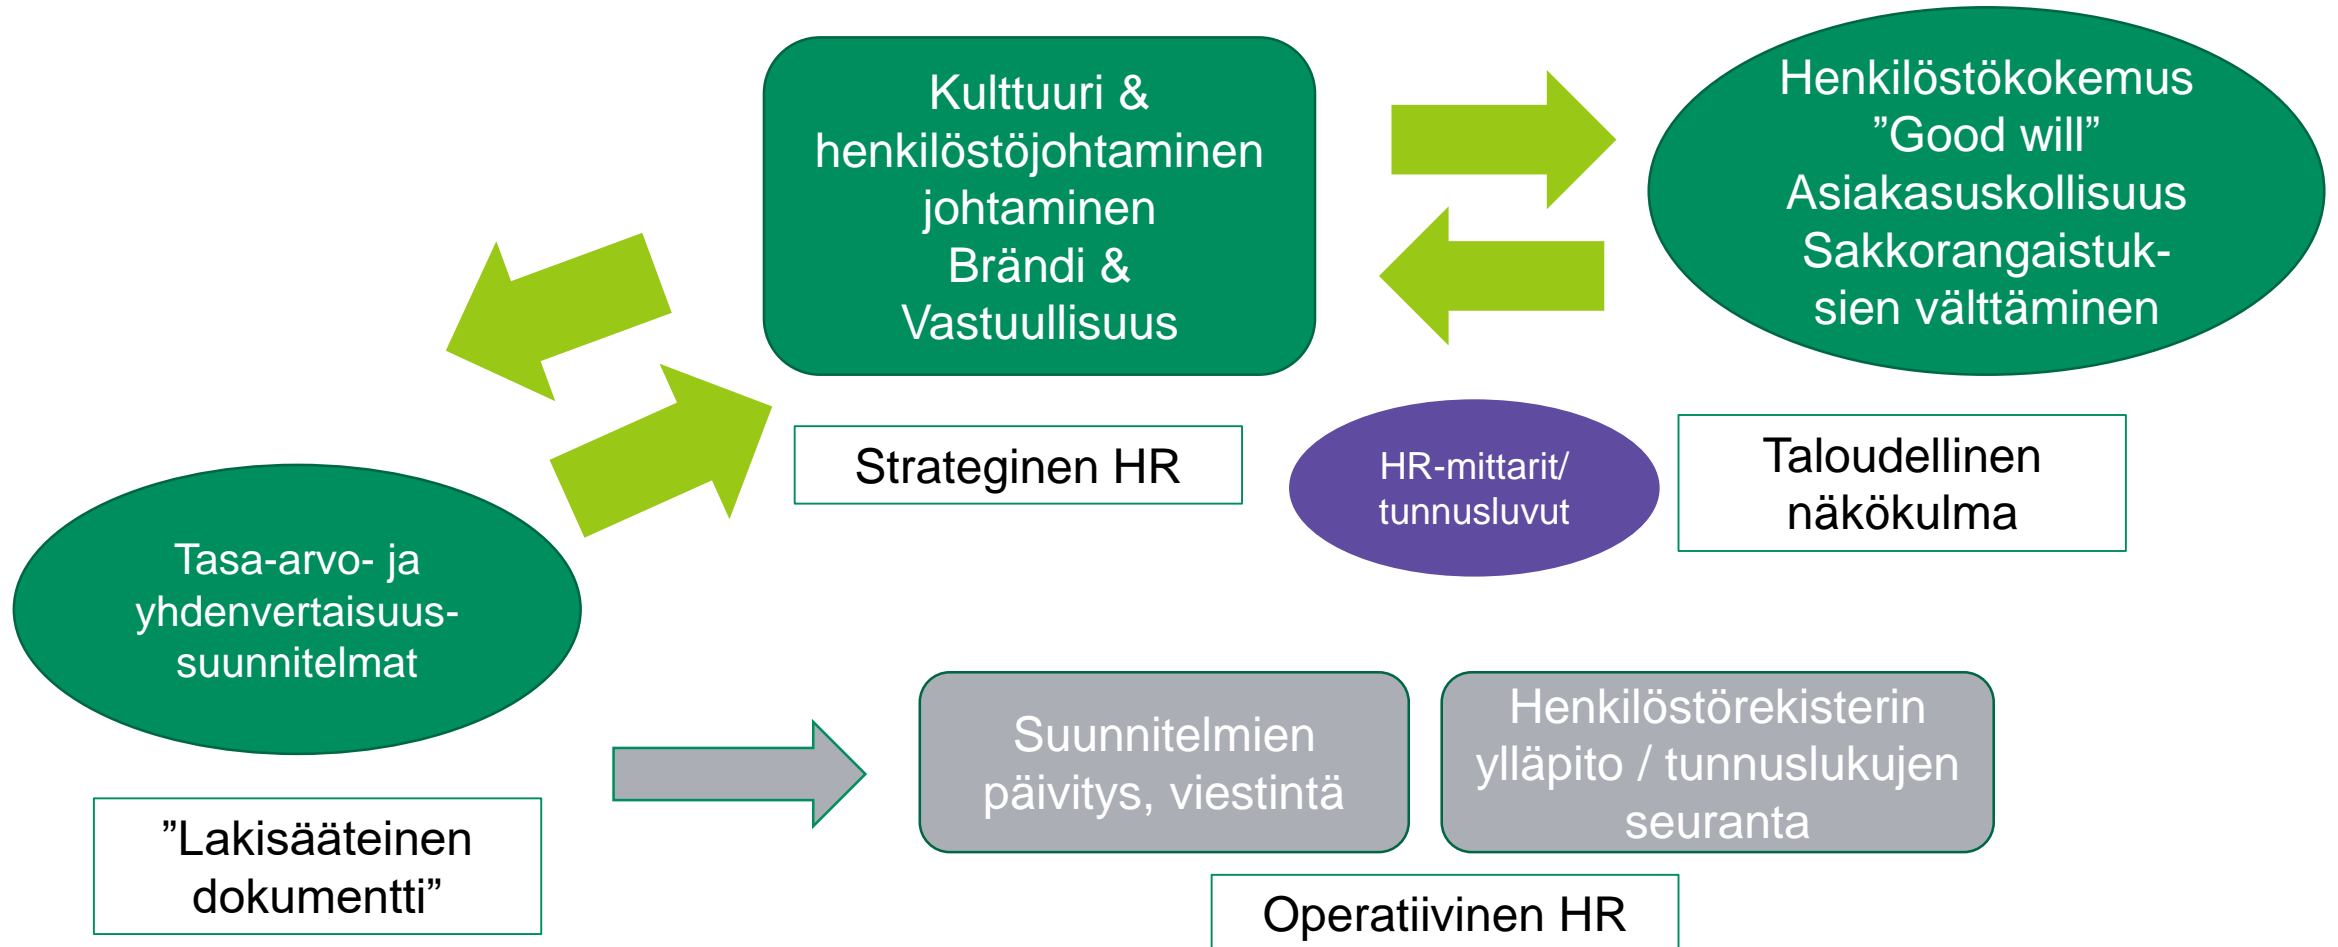 Kulttuuri &
henkilöstöjohtaminen
johtaminen
Brändi &
Vastuullisuus
Henkilöstökokemus
”Good will”
Asiakasuskollisuus
Sakkorangaistuk-
sien välttäminen
Strateginen HR
HR-mittarit/
tunnusluvut
Taloudellinen
näkökulma
Tasa-arvo- ja
yhdenvertaisuus-
suunnitelmat
”Lakisääteinen
dokumentti”
Suunnitelmien
päivitys, viestintä
Henkilöstörekisterin
ylläpito / tunnuslukujen
seuranta
Operatiivinen HR